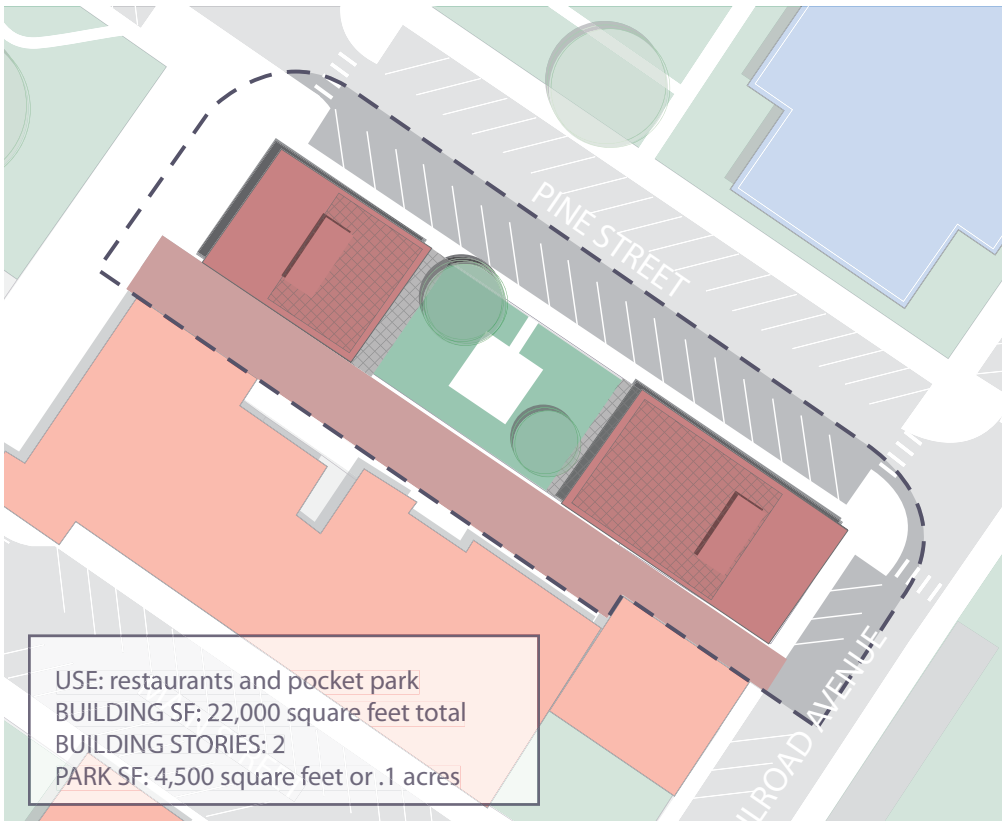 PINE STREET
USE: restaurants and pocket park
BUILDING SF: 22,000 square feet total
BUILDING STORIES: 2
PARK SF: 4,500 square feet or .1 acres
ILROAD AVENUE